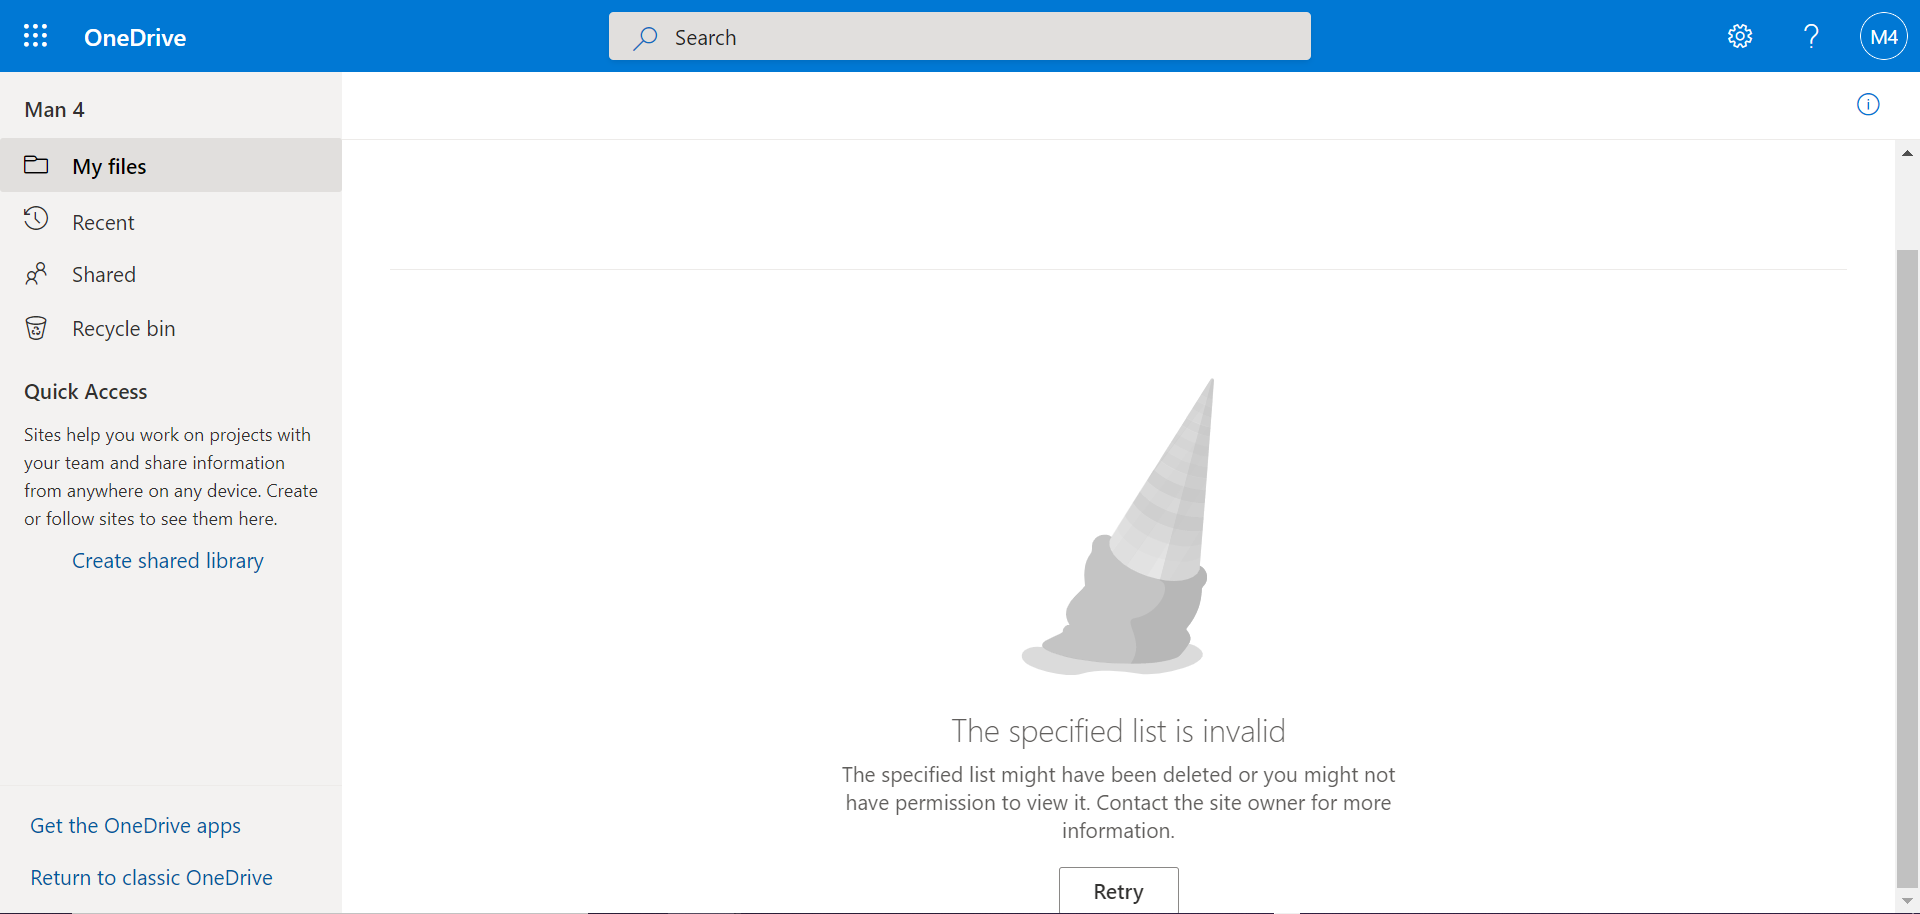 OneDrive
Search
M4
Man 4
My files
Recent
Shared
Recycle bin
Quick Access
Sites help you work on projects with
your team and share information
from anywhere on any device. Create
or follow sites to see them here.
Create shared library
Get the OneDrive apps
Return to classic OneDrive
The specified list is invalid
The specified list might have been deleted or you might not
have permission to view it. Contact the site owner for more
information.
Retry